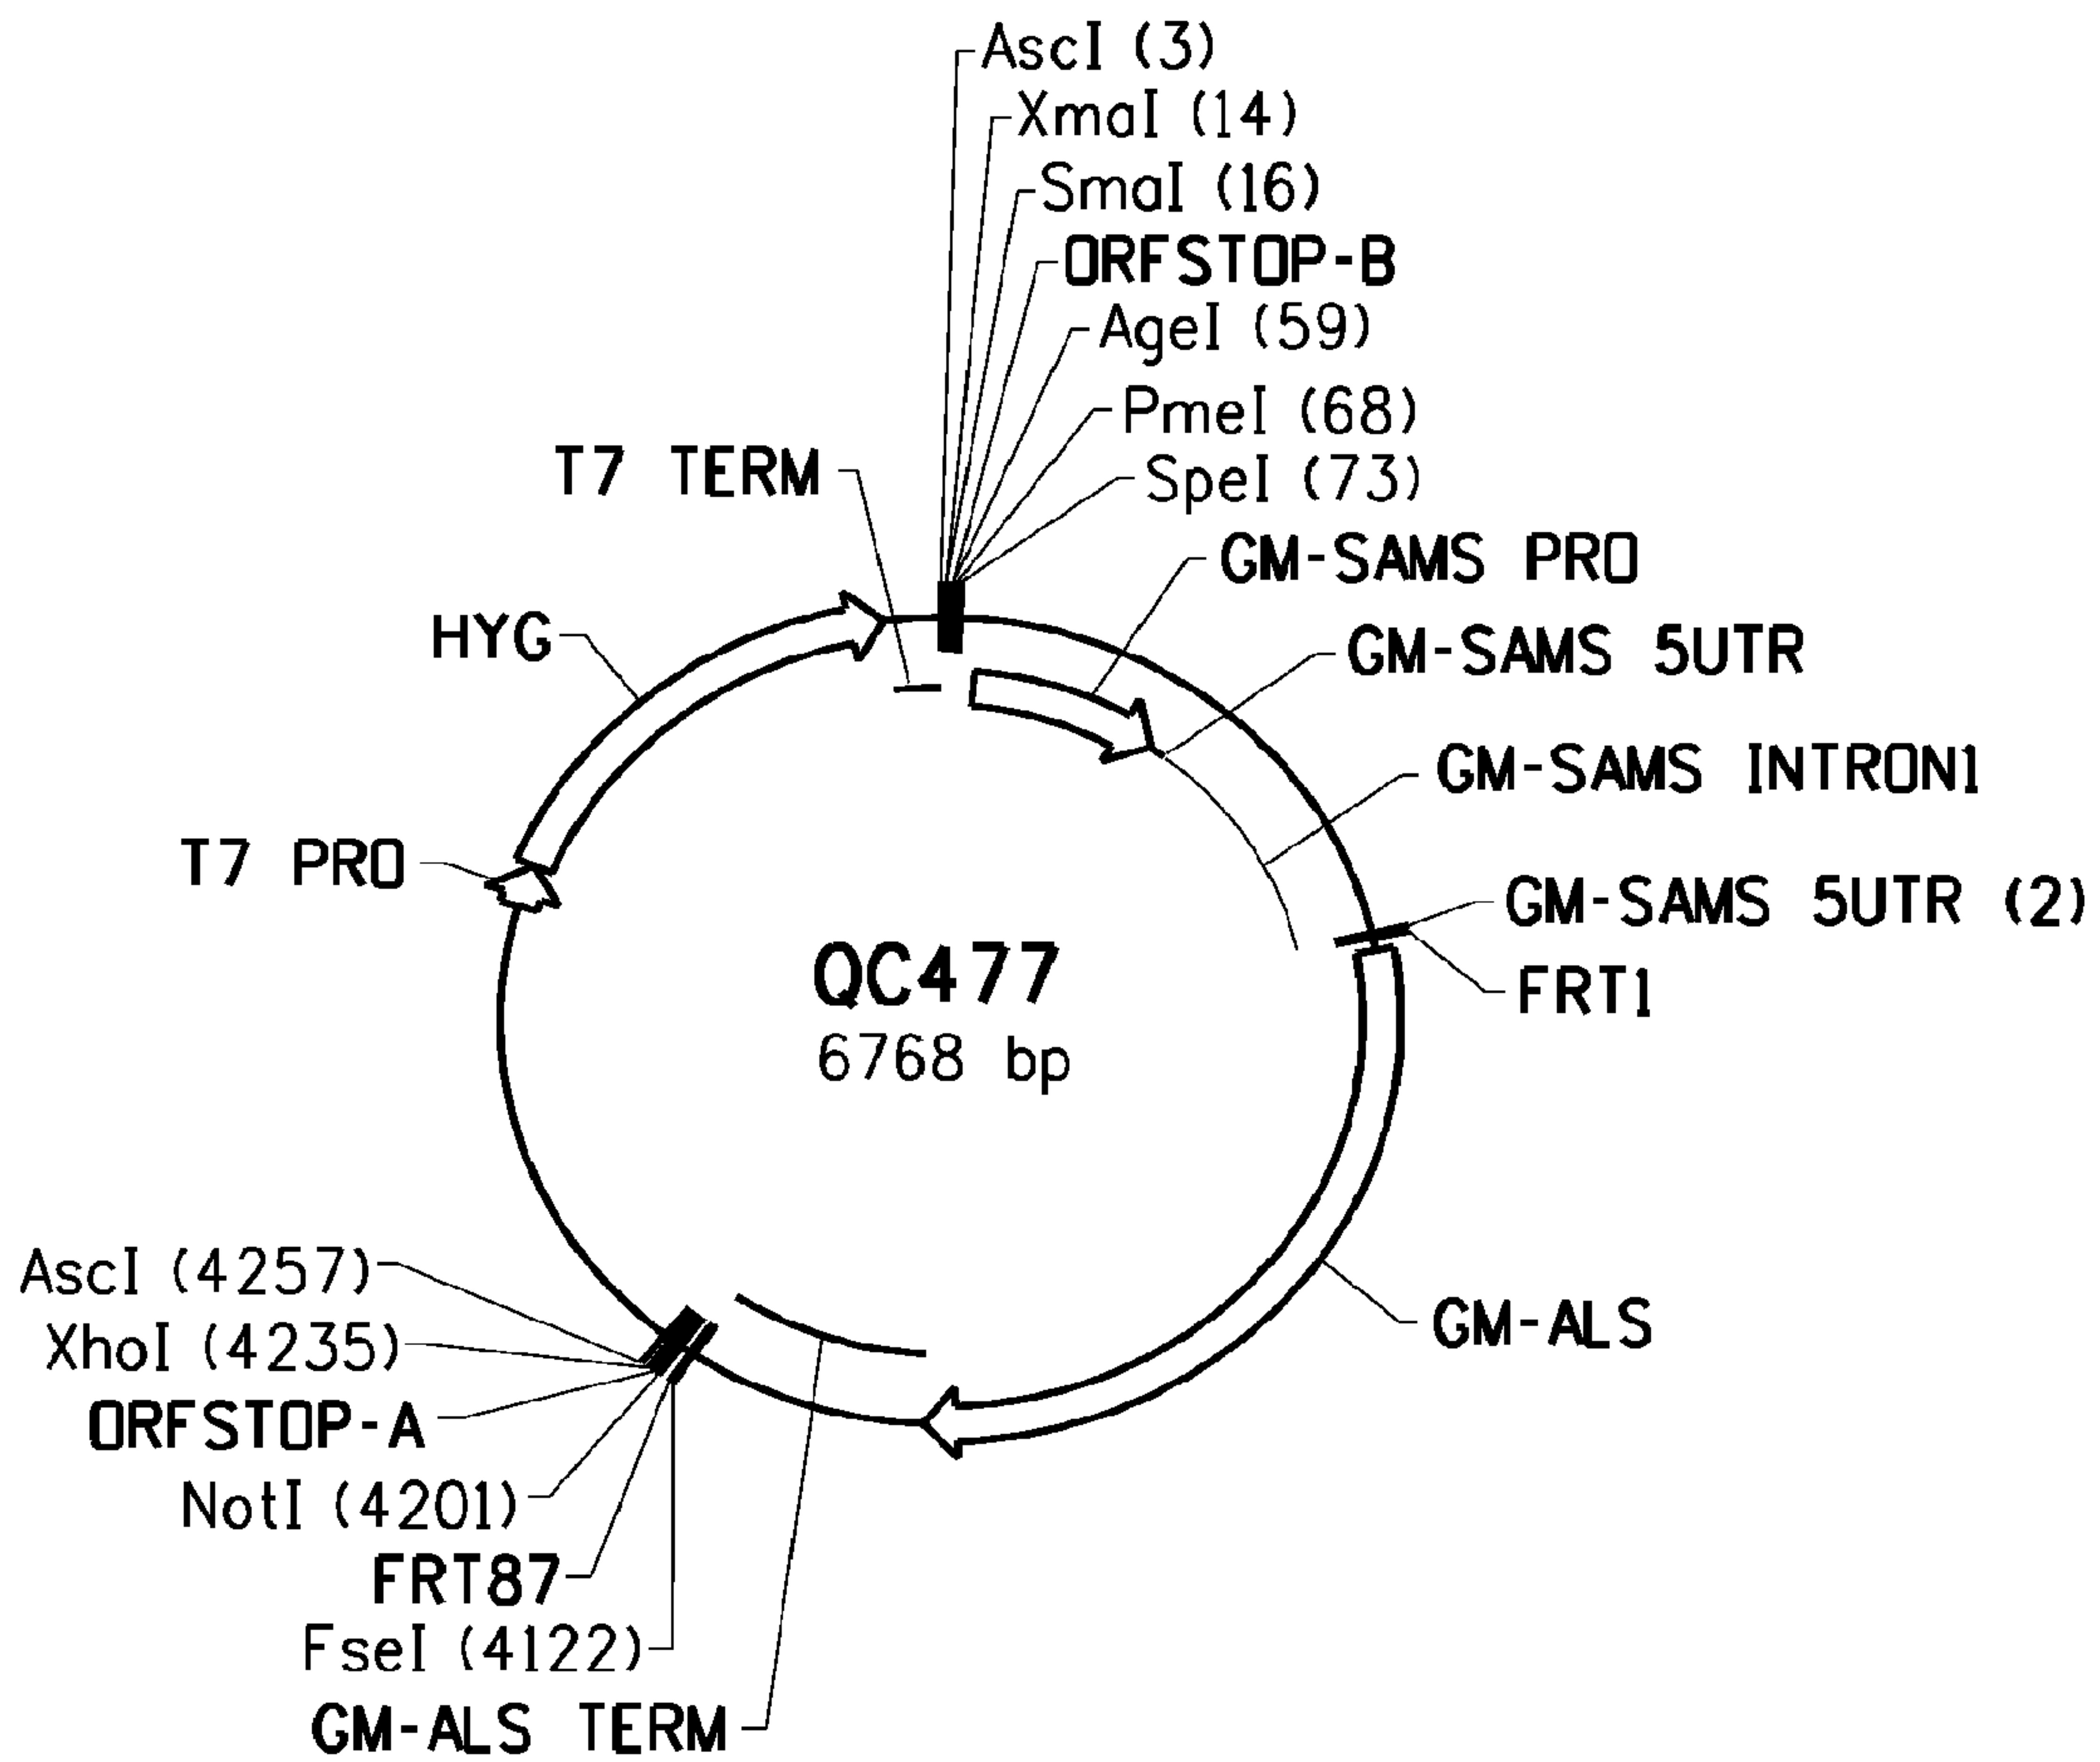 AscI (3)
XmaI (14)
SmaI (16)
ORFSTOP-B
AgeI (59)
PmeI (68)
T7 TERM
SpeI (73)
GM-SAMS PRO
HYG
GM-SAMS 5UTR
GM-SAMS INTRON1
T7 PRO
GM-SAMS 5UTR (2)
QC477
FRT1
6768 bp
AscI (4257)
GM-ALS
XhoI (4235)
ORFSTOP-A
NotI (4201)
FRT87
FseI (4122)
GM-ALS TERM